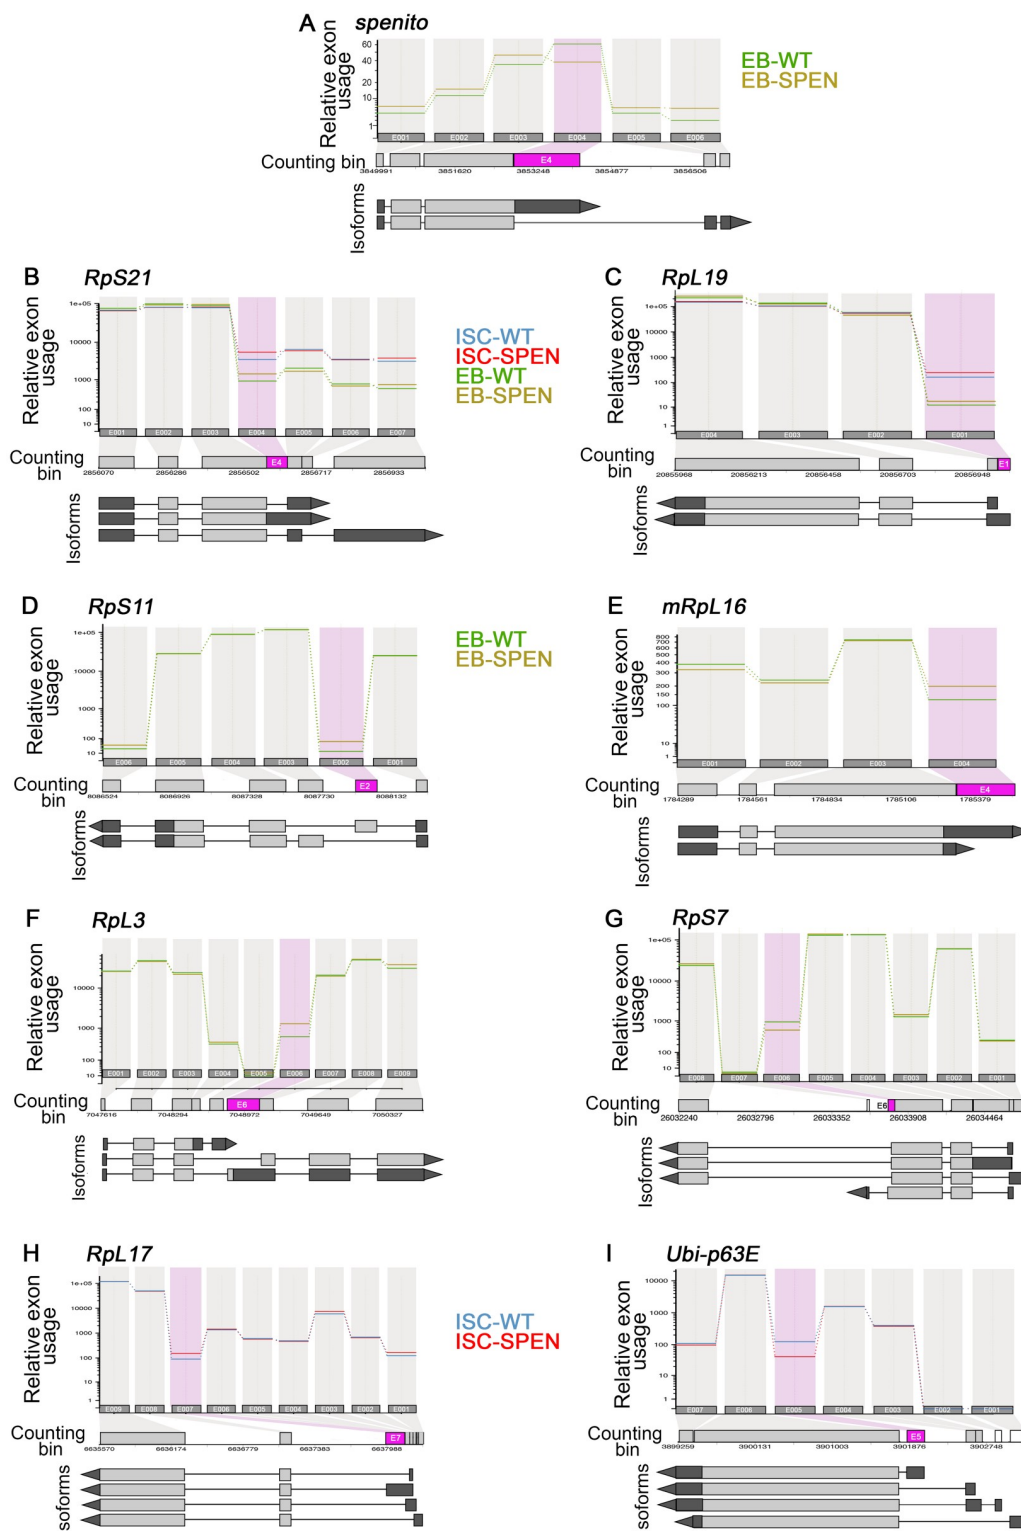 A spenito
Relative exon usage
60
40
20
10
1
E001 E002 E003 E004 E005 E006
EB-WT
EB-SPEN
Counting bin
E4
3849991 3851620 3853248 3854877 3856506
Isoforms
B RpS21
Relative exon usage
1e+05
10000
1000
100
10
E001 E002 E003 E004 E005 E006 E007
ISC-WT
ISC-SPEN
EB-WT
EB-SPEN
Counting bin
E4
2856070 2856286 2856502 2856717 2856933
Isoforms
C RpL19
Relative exon usage
1e+05
10000
1000
100
10
1
E004 E003 E002 E001
Counting bin
E1
20855968 20856213 20856458 20856703 20856948
Isoforms
D RpS11
Relative exon usage
1e+05
10000
1000
100
10
E006 E005 E004 E003 E002 E001
EB-WT
EB-SPEN
Counting bin
E2
8086524 8086926 8087328 8087730 8088132
Isoforms
E mRpL16
Relative exon usage
800
700
600
500
400
300
200
150
100
10
1
E001 E002 E003 E004
Counting bin
E4
1784289 1784561 1784834 1785106 1785379
Isoforms
F RpL3
Relative exon usage
10000
1000
100
10
E001 E002 E003 E004 E005 E006 E007 E008 E009
Counting bin
E6
7047616 7048294 7048972 7049649 7050327
Isoforms
G RpS7
Relative exon usage
1e+05
10000
1000
100
10
E008 E007 E006 E005 E004 E003 E002 E001
Counting bin
E6
26032240 26032796 26033352 26033908 26034464
Isoforms
H RpL17
Relative exon usage
1e+05
10000
1000
100
10
1
E009 E008 E007 E006 E005 E004 E003 E002 E001
ISC-WT
ISC-SPEN
Counting bin
E7
6635570 6636174 6636779 6637383 6637988
soforms
I Ubi-p63E
Relative exon usage
10000
1000
100
10
1
E007 E006 E005 E004 E003 E002 E001
Counting bin
E5
3899259 3900131 3901003 3901876 3902748
soforms